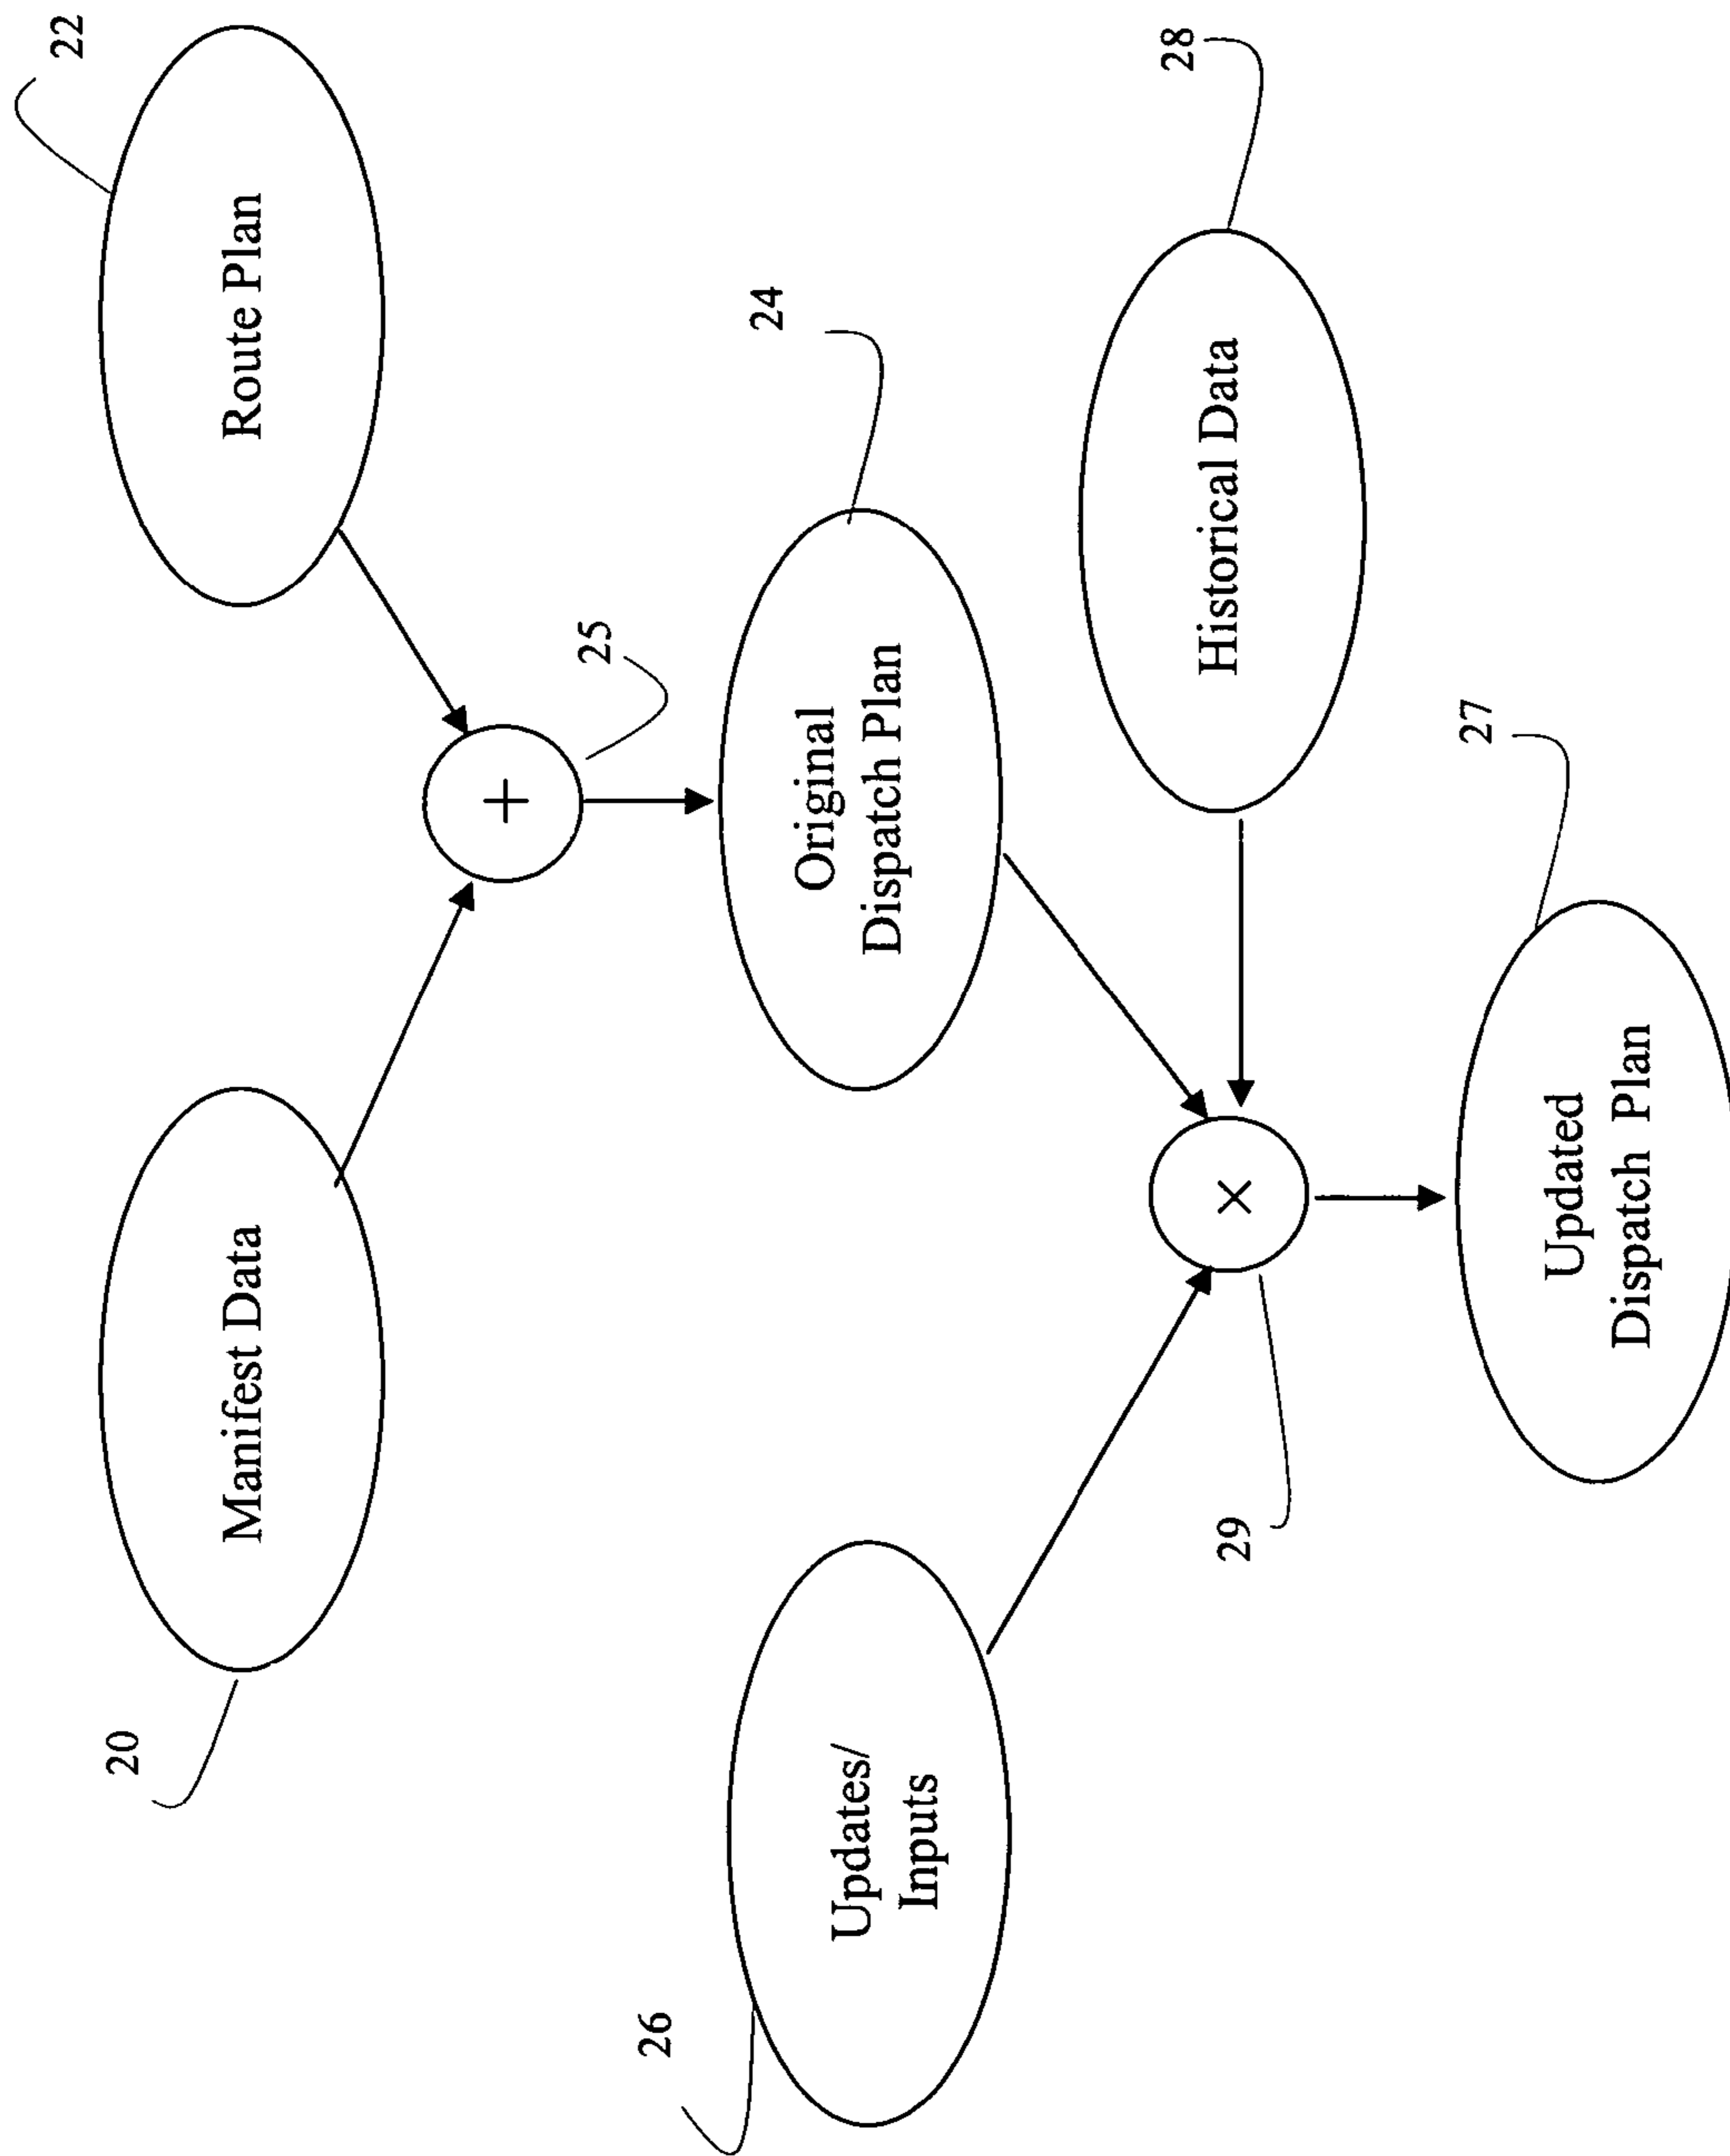 20
Manifest Data
Route Plan
22
+
25
26
Updates/
Inputs
Original
Dispatch Plan
24
29
×
Historical Data
28
Updated
Dispatch Plan
27